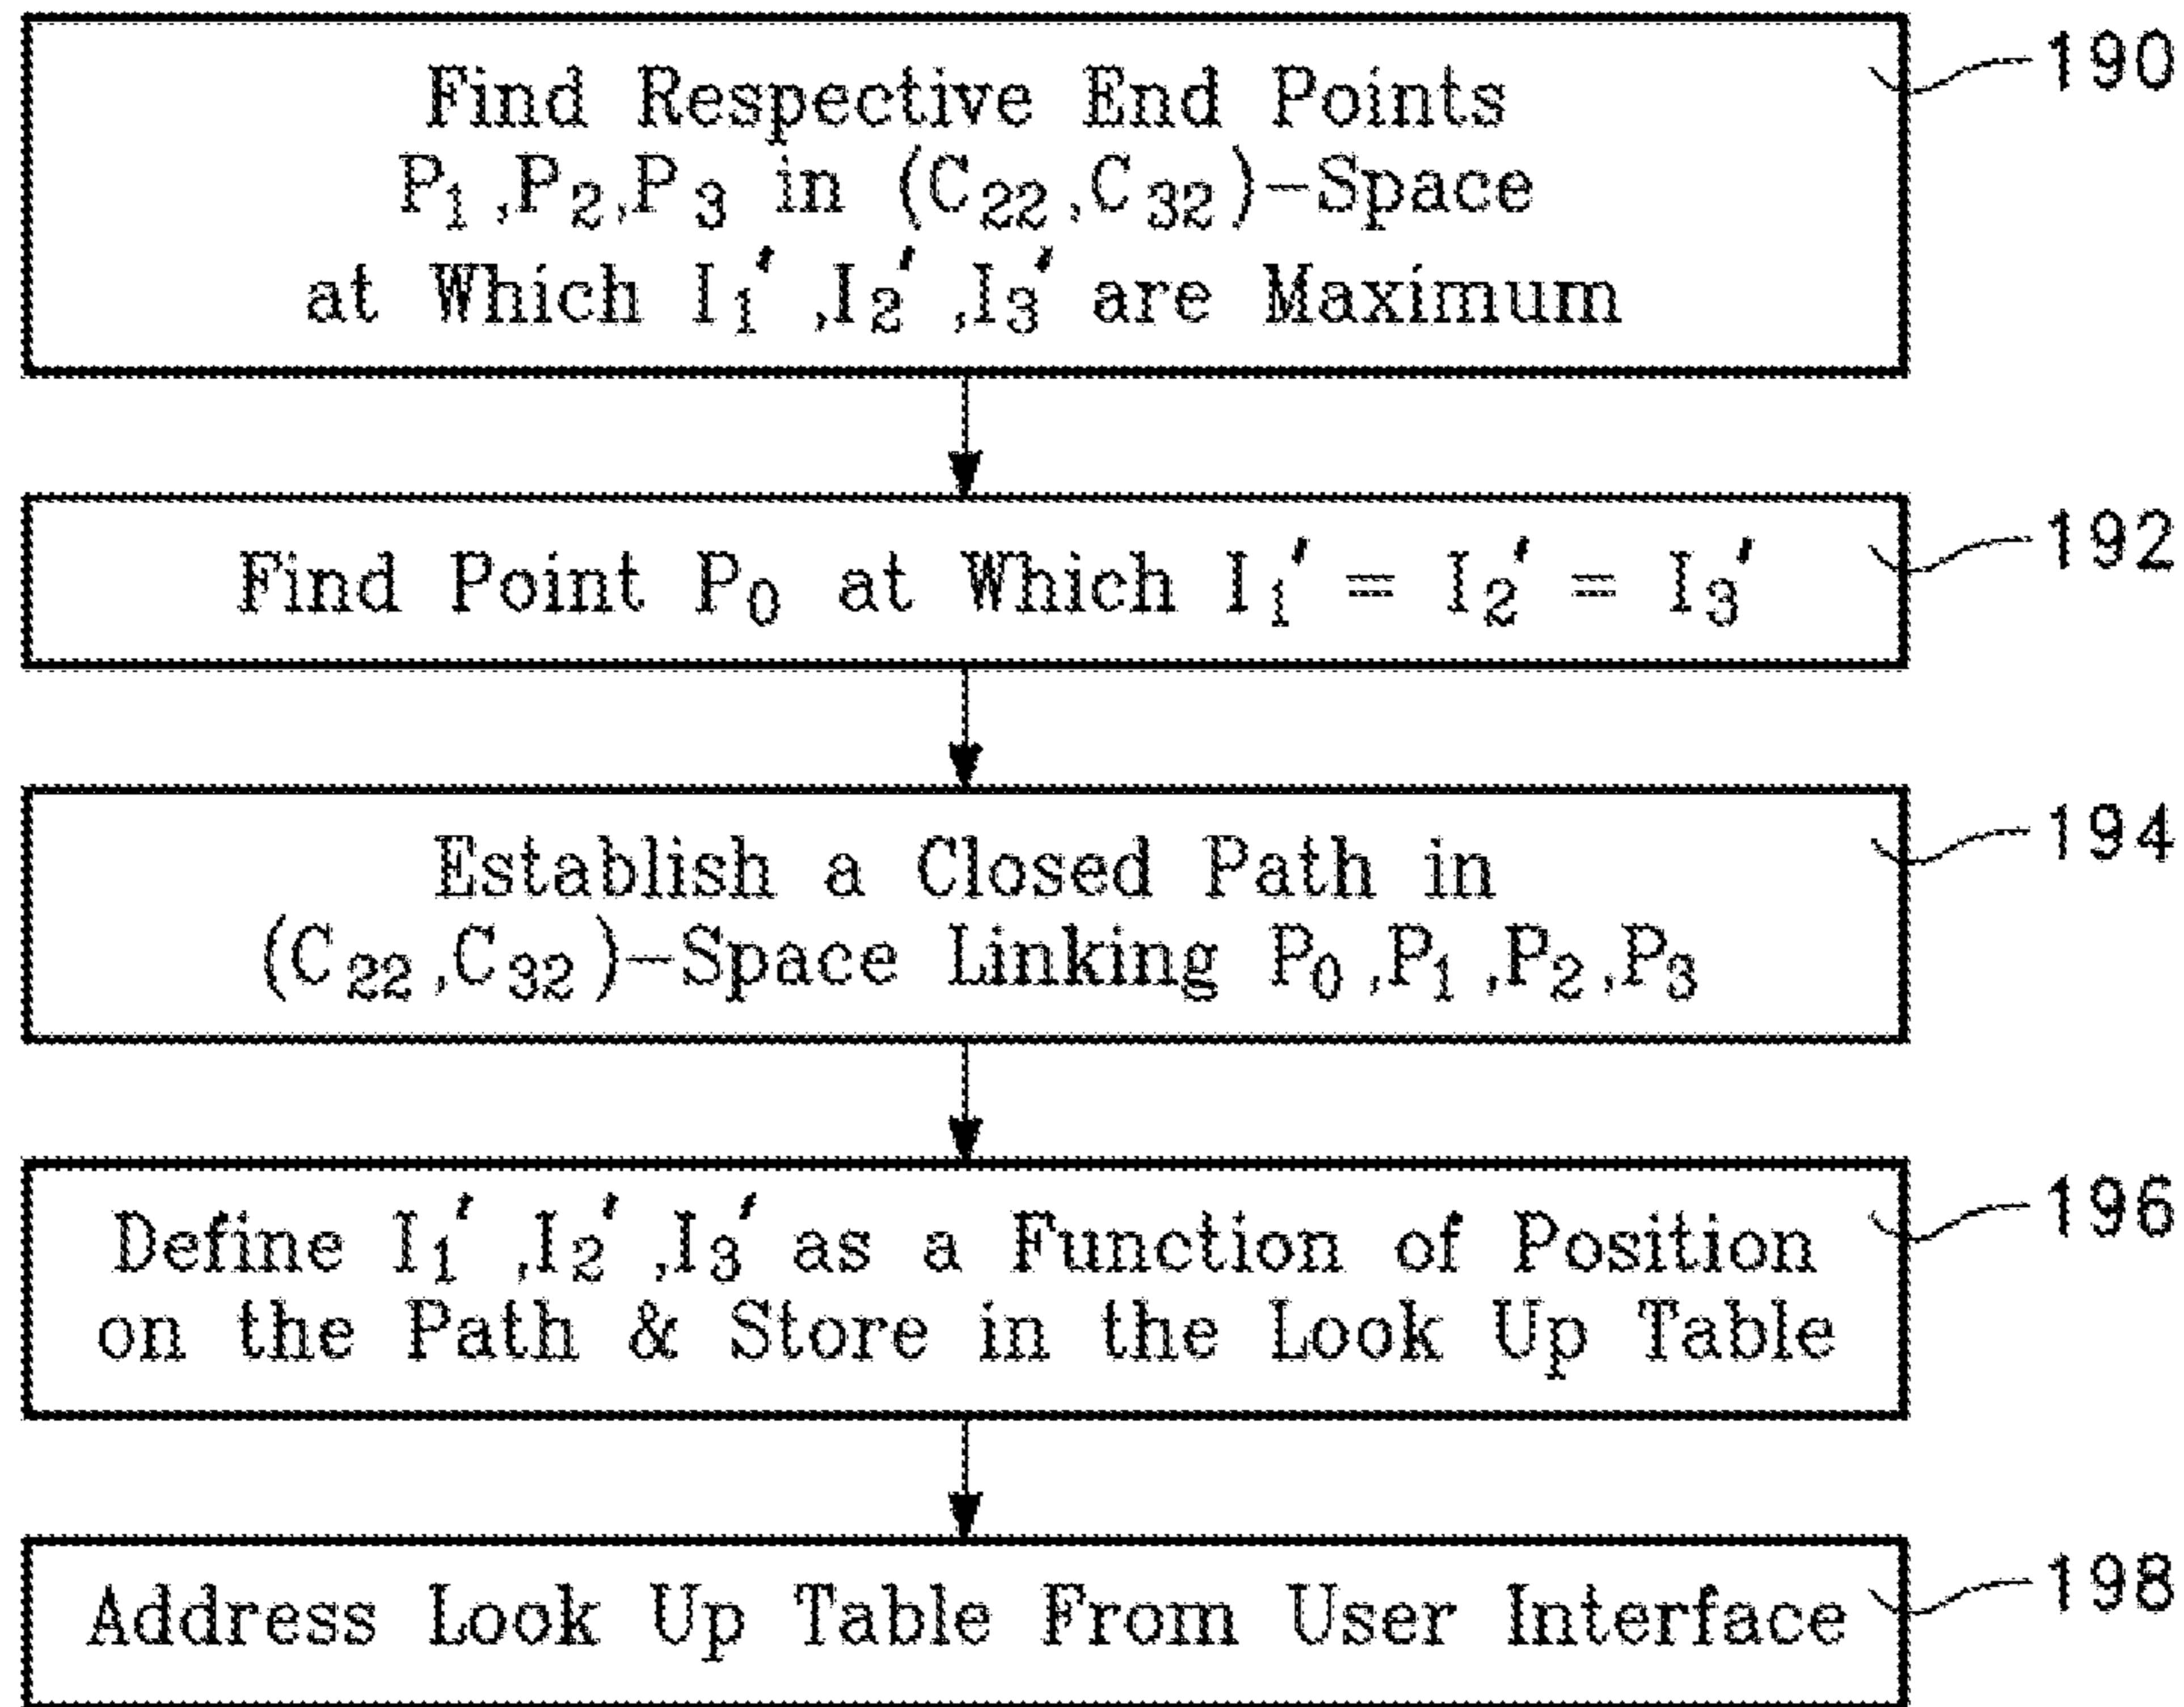 Find Respective End Points
P₁,P₂,P₃ in (C₂₂,C₃₂)-Space
at Which I₁′,I₂′,I₃′ are Maximum
190
Find Point P₀ at Which I₁′ = I₂′ = I₃′
192
Establish a Closed Path in
(C₂₂,C₃₂)-Space Linking P₀,P₁,P₂,P₃
194
Define I₁′,I₂′,I₃′ as a Function of Position
on the Path & Store in the Look Up Table
196
Address Look Up Table From User Interface
198